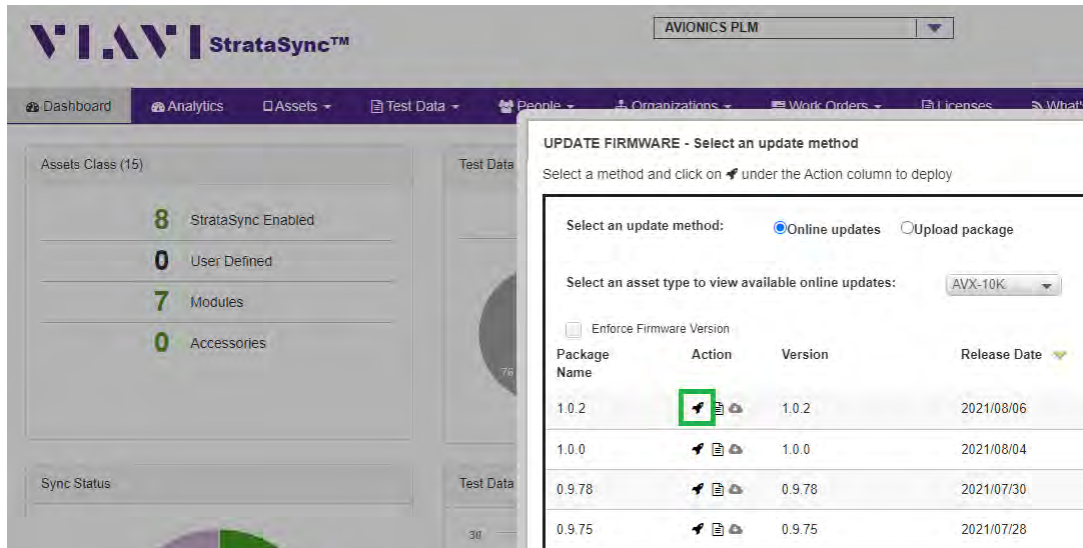 VIAVI StrataSync™
AVIONICS PLM
Dashboard Analytics Assets Test Data People Organizations Work Orders Licenses What's
Assets Class (15)
8 StrataSync Enabled
0 User Defined
7 Modules
0 Accessories
Sync Status
Test Data
76
Test Data
30
UPDATE FIRMWARE - Select an update method
Select a method and click on under the Action column to deploy
Select an update method: Online updates Upload package
Select an asset type to view available online updates: AVX-10K
Enforce Firmware Version
Package Action Version Release Date
Name
1.0.2 1.0.2 2021/08/06
1.0.0 1.0.0 2021/08/04
0.9.78 0.9.78 2021/07/30
0.9.75 0.9.75 2021/07/28